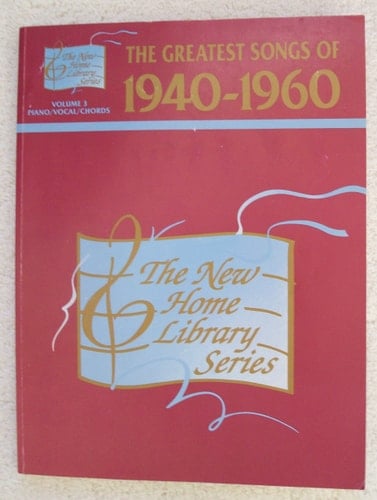 The New
Home
Library
Series
VOLUME 3
PIANO/VOCAL/CHORDS
THE GREATEST SONGS OF
1940-1960
The New
Home
Library
Series